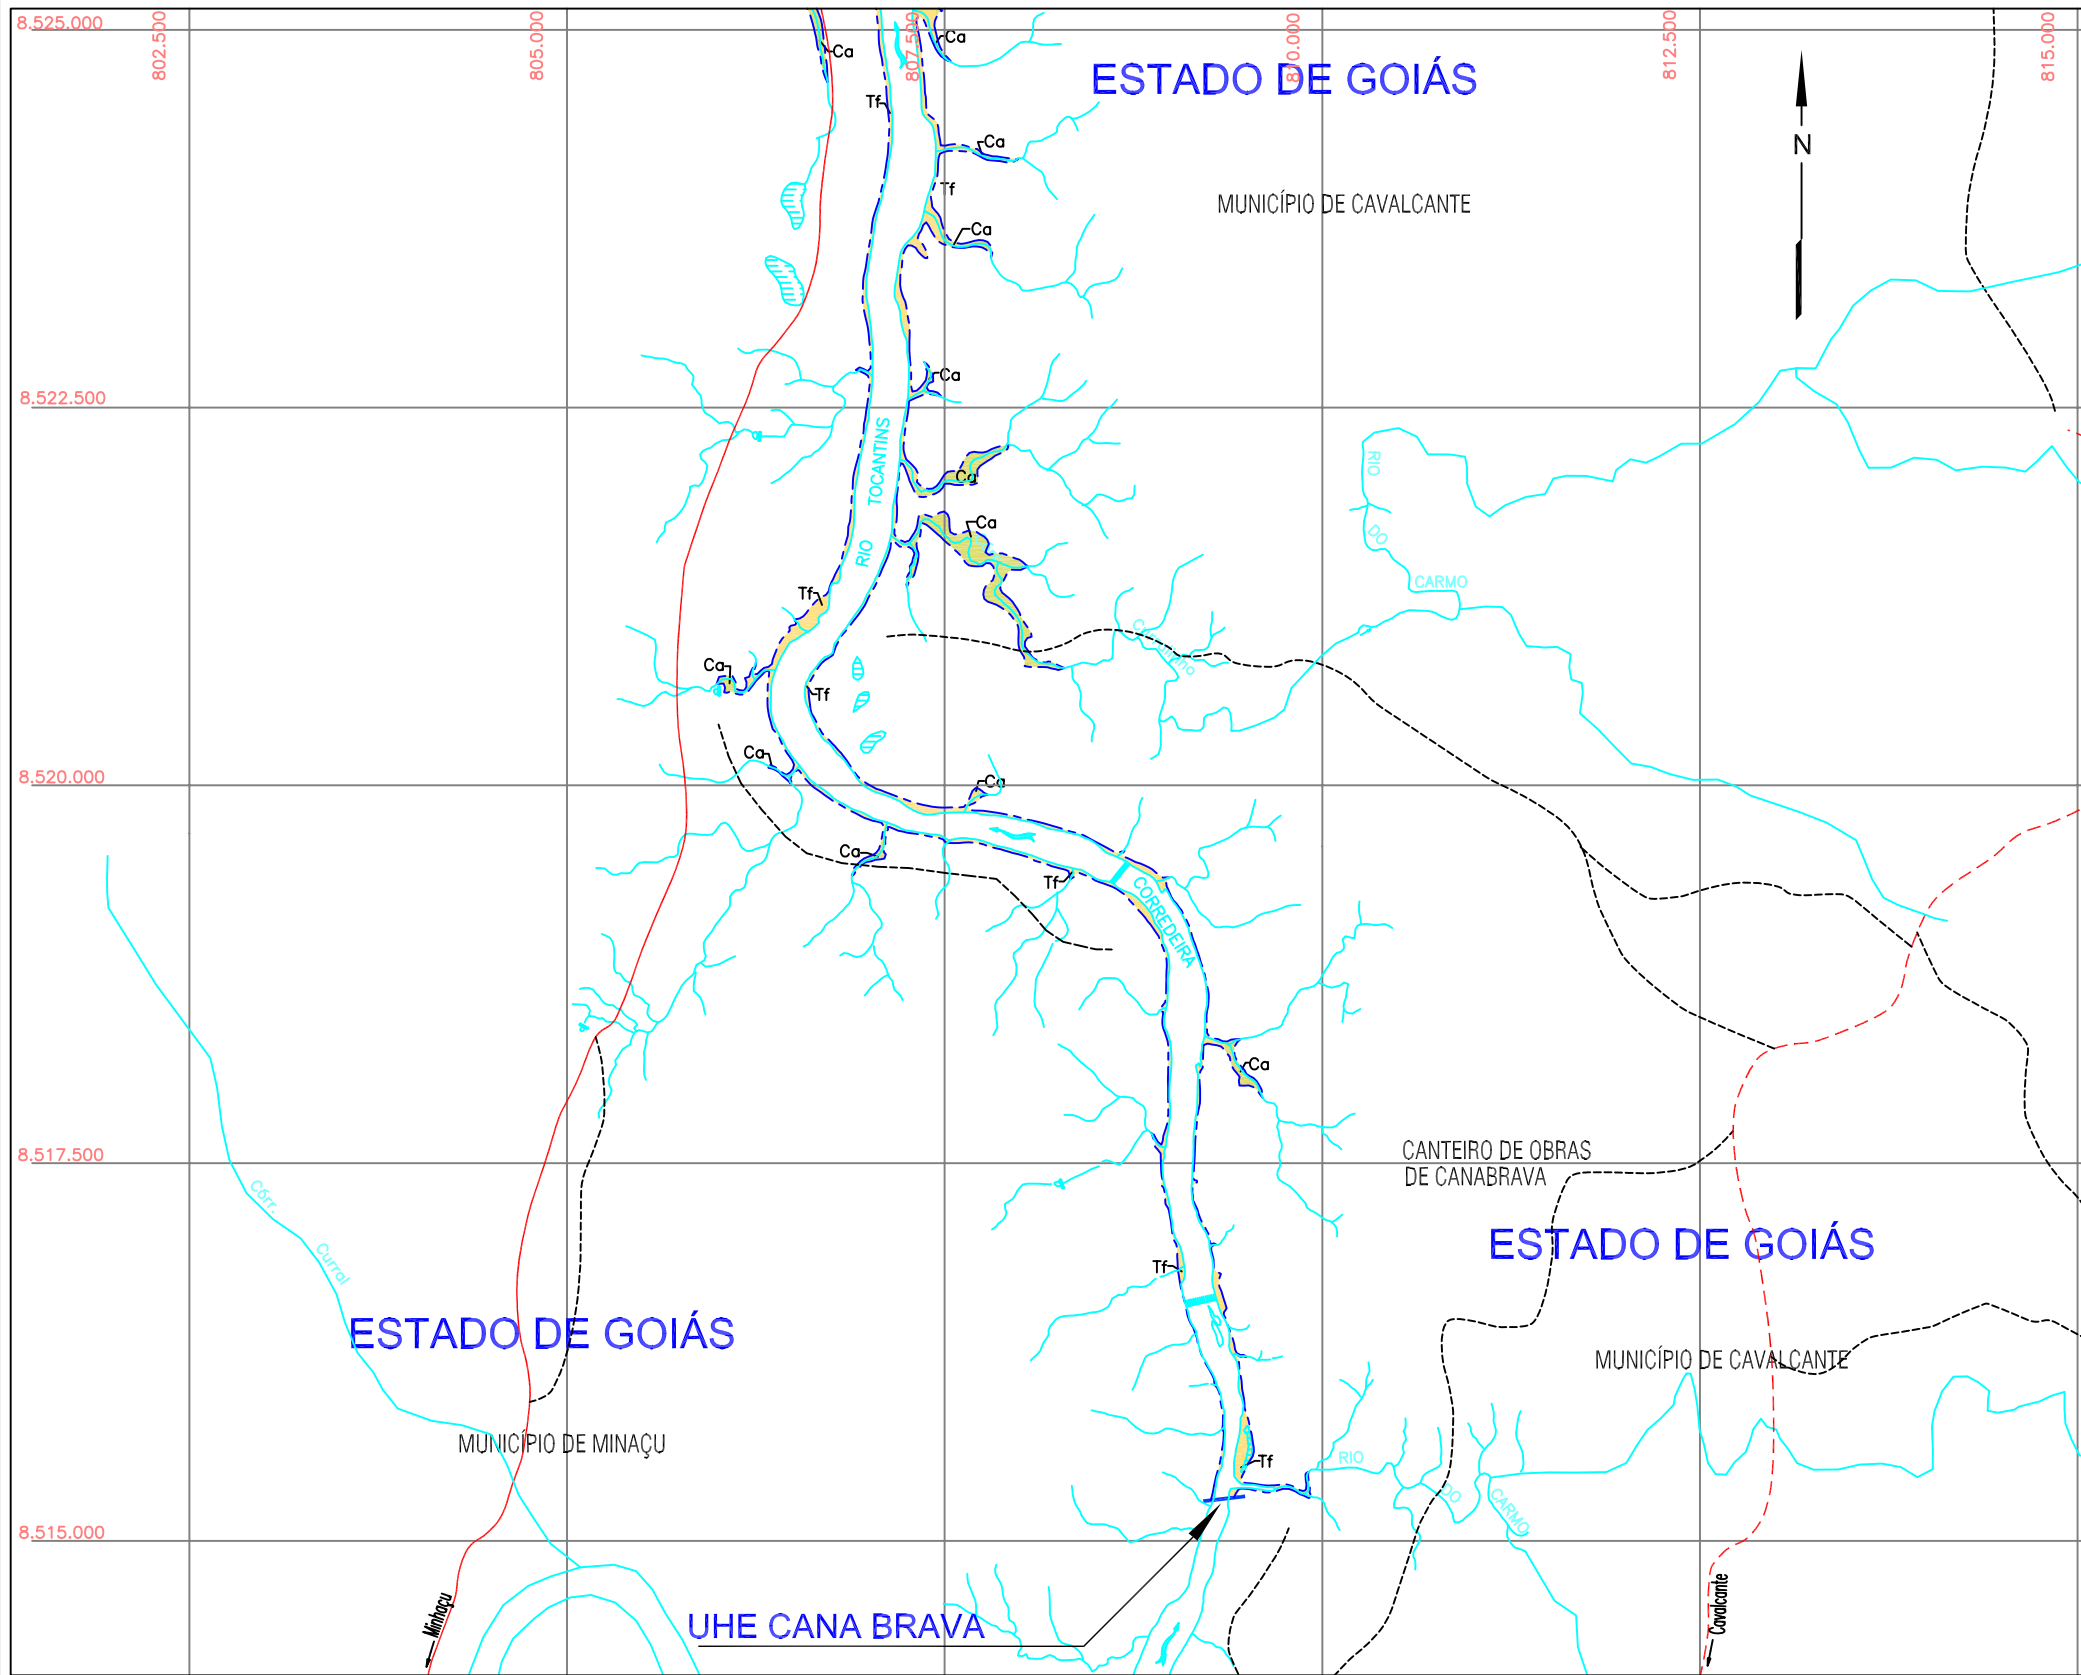 8.525.000
802.500
805.000
807.500
810.000
812.500
815.000
Ca
Ca
ESTADO DE GOIÁS
Tf
N
Ca
Tf
MUNICÍPIO DE CAVALCANTE
Ca
Ca
8.522.500
RIO TOCANTINS
Ca
RIO
DO
CARMO
Ca
Tf
Ca
Tf
8.520.000
Ca
Ca
Ca
Tf
CORREDEIRA
Ca
8.517.500
CANTEIRO DE OBRAS
DE CANABRAVA
Córr.
Curral
ESTADO DE GOIÁS
Tf
ESTADO DE GOIÁS
MUNICÍPIO DE CAVALCANTE
MUNICÍPIO DE MINAÇU
Tf
RIO
DO
CARMO
8.515.000
Minhaçu
UHE CANA BRAVA
Cavalcante